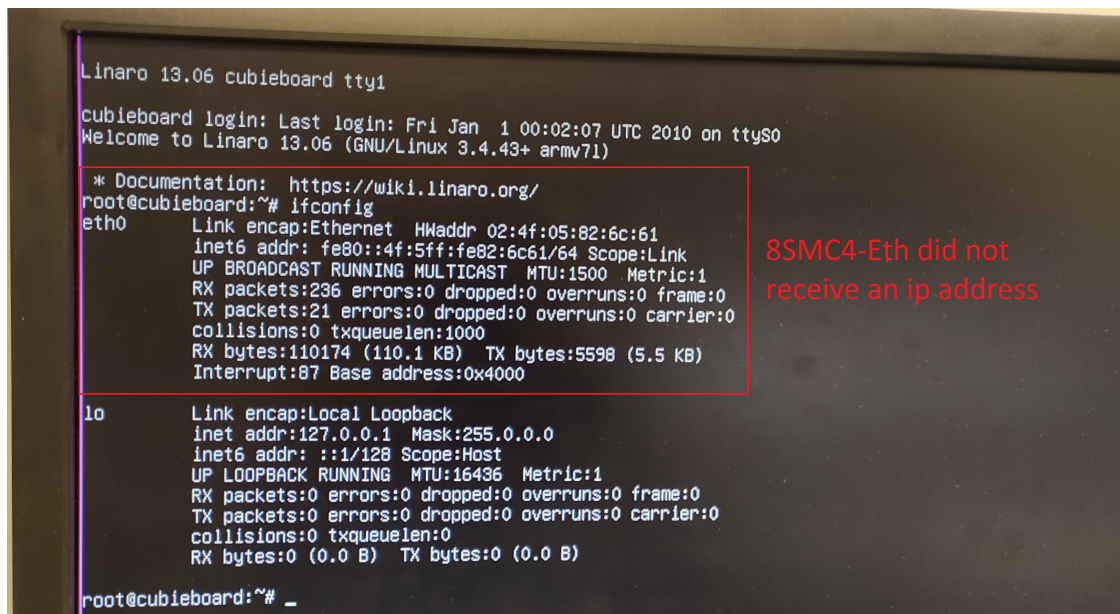 Linaro 13.06 cubieboard tty1
cubieboard login: Last login: Fri Jan  1 00:02:07 UTC 2010 on ttyS0
Welcome to Linaro 13.06 (GNU/Linux 3.4.43+ armv7l)
 * Documentation:  https://wiki.linaro.org/
root@cubieboard:~# ifconfig
eth0      Link encap:Ethernet  HWaddr 02:4f:05:82:6c:61
          inet6 addr: fe80::4f:5ff:fe82:6c61/64 Scope:Link
          UP BROADCAST RUNNING MULTICAST  MTU:1500  Metric:1
          RX packets:236 errors:0 dropped:0 overruns:0 frame:0
          TX packets:21 errors:0 dropped:0 overruns:0 carrier:0
          collisions:0 txqueuelen:1000
          RX bytes:110174 (110.1 KB)  TX bytes:5598 (5.5 KB)
          Interrupt:87 Base address:0x4000
8SMC4-Eth did not
receive an ip address
lo        Link encap:Local Loopback
          inet addr:127.0.0.1  Mask:255.0.0.0
          inet6 addr: ::1/128 Scope:Host
          UP LOOPBACK RUNNING  MTU:16436  Metric:1
          RX packets:0 errors:0 dropped:0 overruns:0 frame:0
          TX packets:0 errors:0 dropped:0 overruns:0 carrier:0
          collisions:0 txqueuelen:0
          RX bytes:0 (0.0 B)  TX bytes:0 (0.0 B)
root@cubieboard:~# _